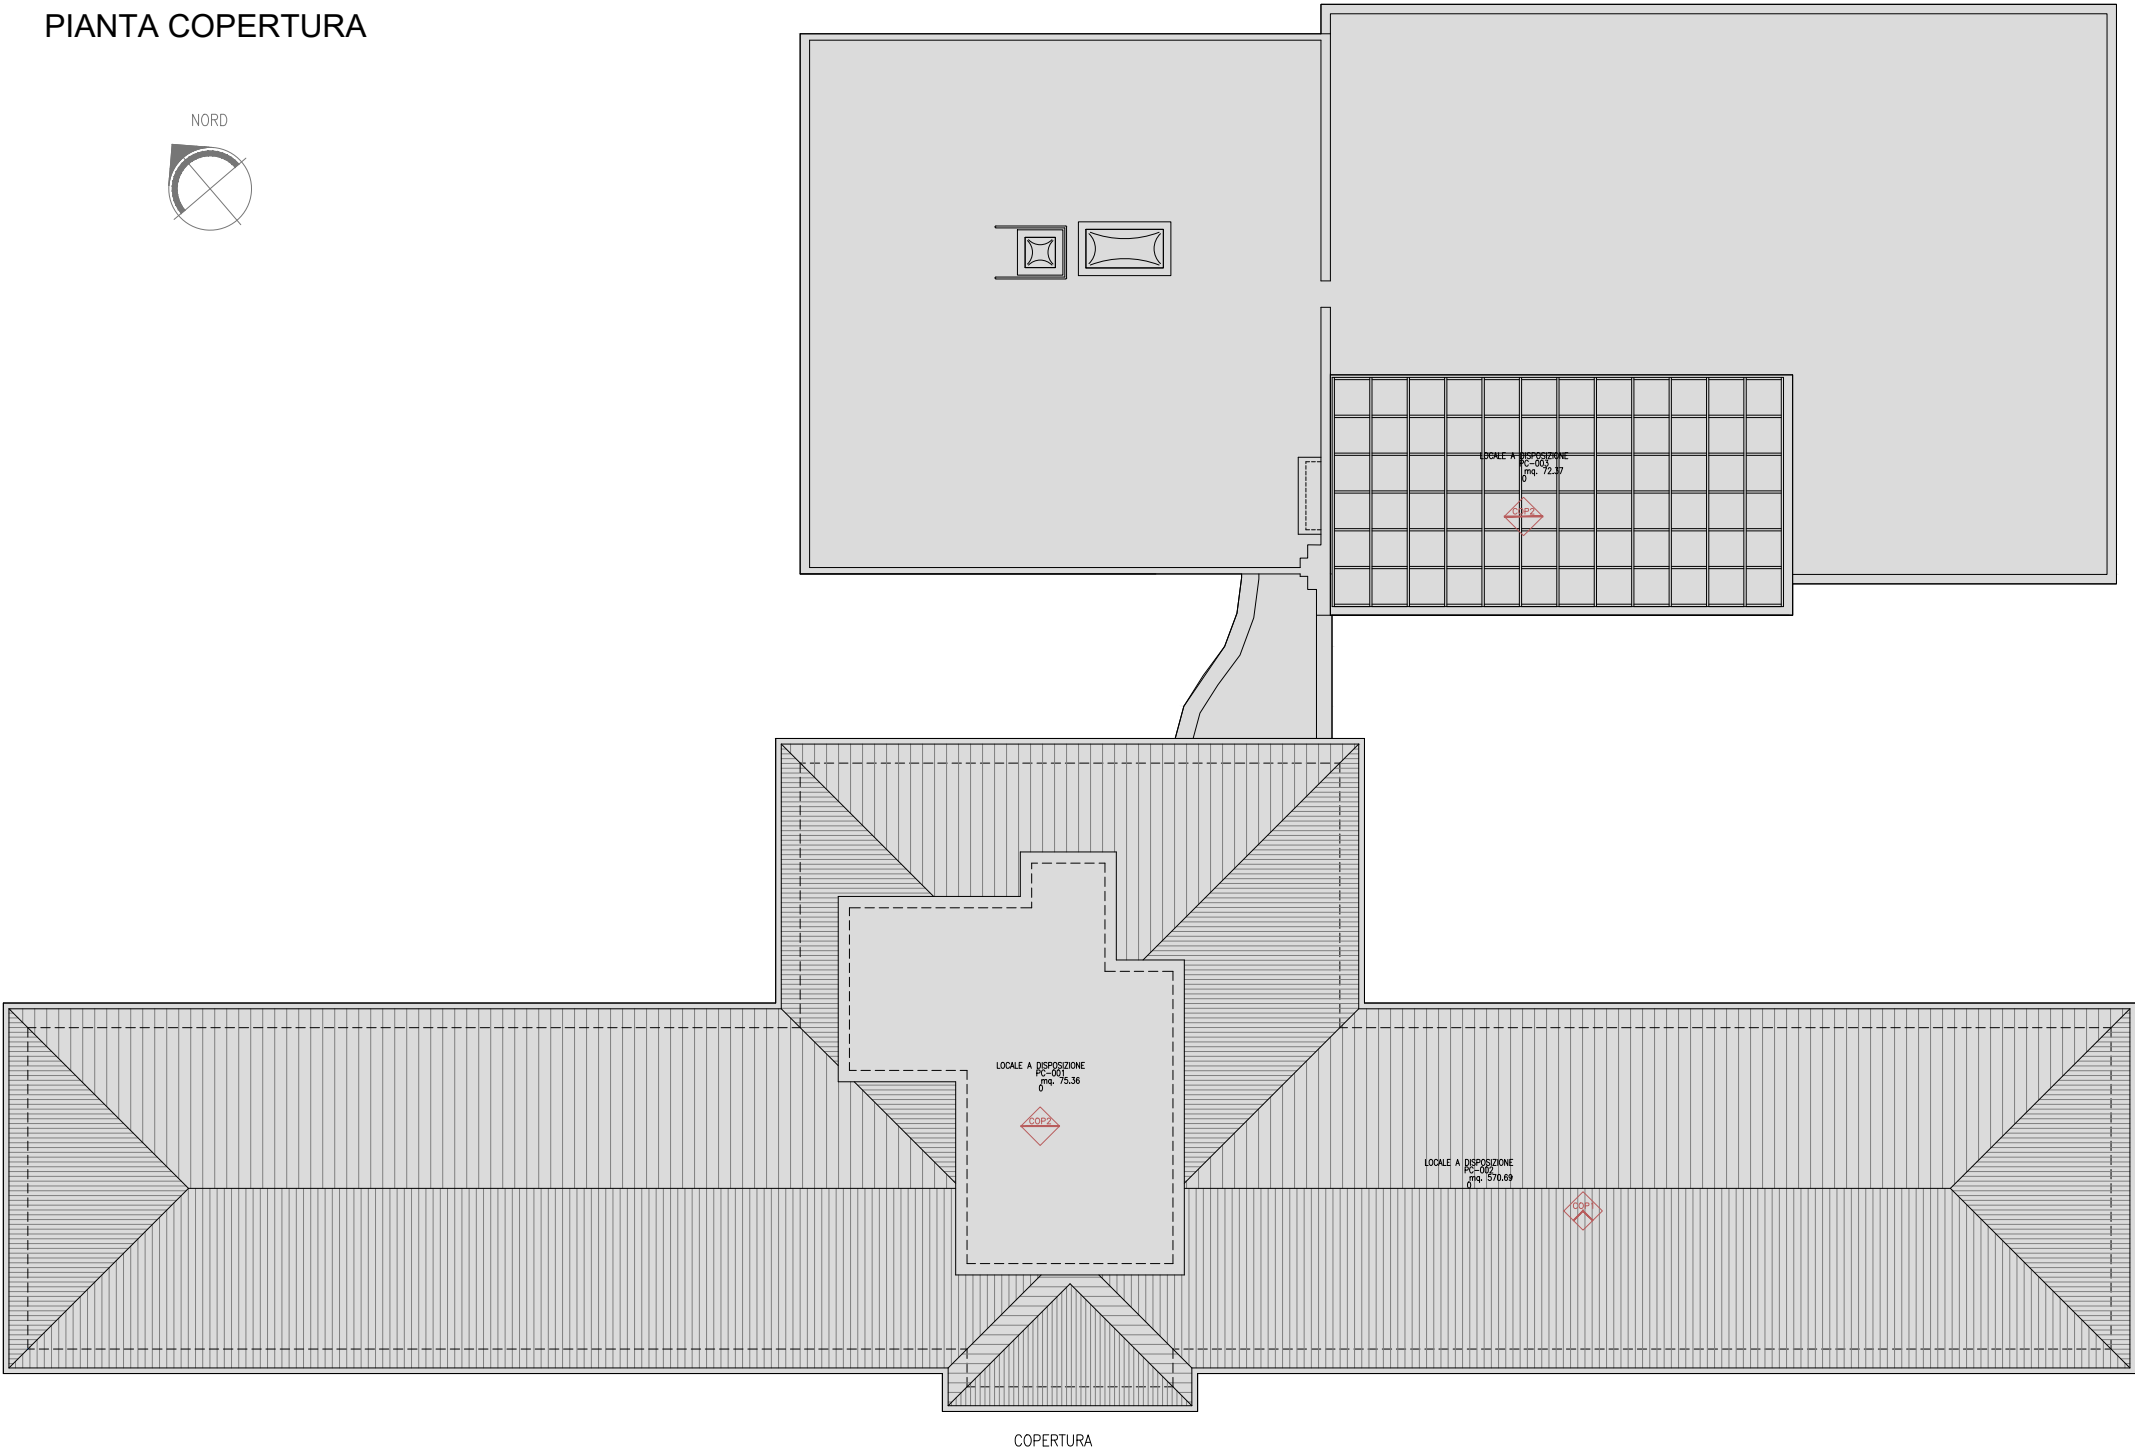 PIANTA COPERTURA
NORD
LOCALE A DISPOSIZIONE
PC-003
mq. 72.37
0
COP2
LOCALE A DISPOSIZIONE
PC-001
mq. 75.36
0
COP2
LOCALE A DISPOSIZIONE
PC-002
mq. 570.69
0
COP1
COPERTURA